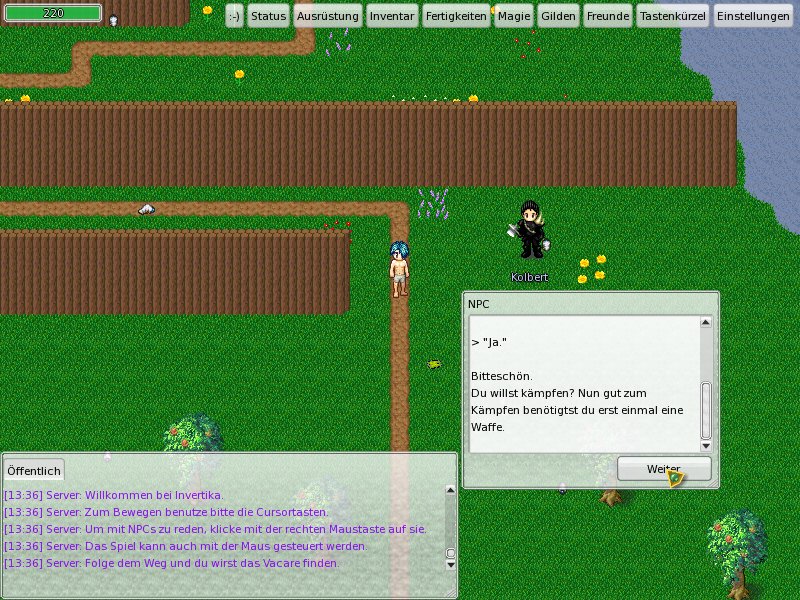 220
:-)
Status
Ausrüstung
Inventar
Fertigkeiten
Magie
Gilden
Freunde
Tastenkürzel
Einstellungen
Kolbert
NPC
> "Ja."
Bitteschön.
Du willst kämpfen? Nun gut zum
Kämpfen benötigtst du erst einmal eine
Waffe.
Weiter
Öffentlich
[13:36] Server: Willkommen bei Invertika.
[13:36] Server: Zum Bewegen benutze bitte die Cursortasten.
[13:36] Server: Um mit NPCs zu reden, klicke mit der rechten Maustaste auf sie.
[13:36] Server: Das Spiel kann auch mit der Maus gesteuert werden.
[13:36] Server: Folge dem Weg und du wirst das Vacare finden.